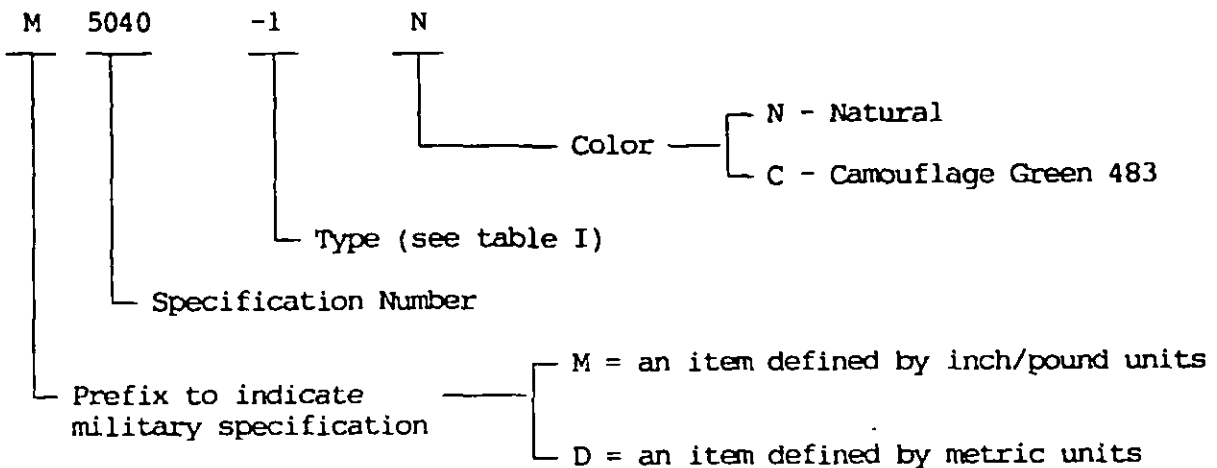 M 5040 -1 N
N - Natural
Color
C - Camouflage Green 483
Type (see table I)
Specification Number
M = an item defined by inch/pound units
Prefix to indicate
military specification
D = an item defined by metric units